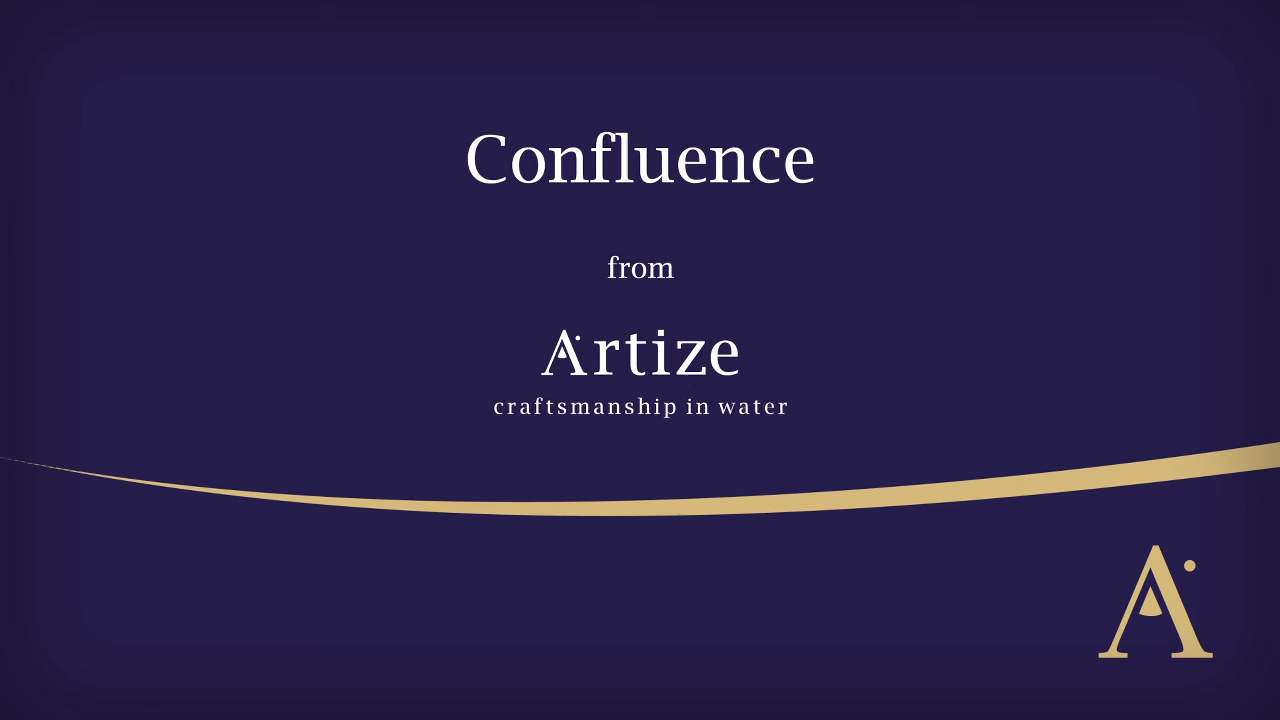 Confluence
from
Artize
craftsmanship in water
A